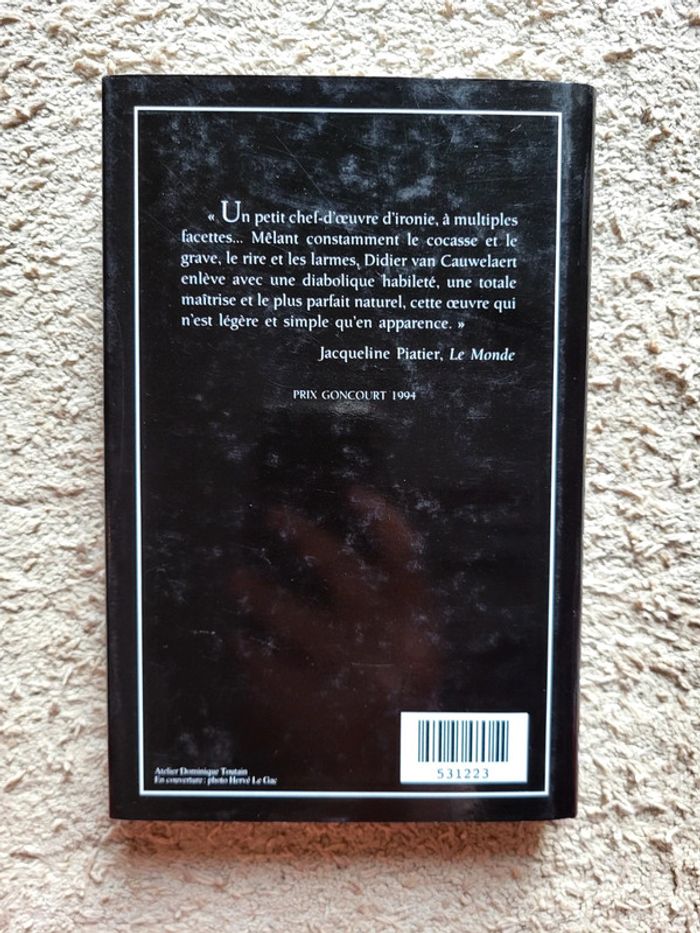 « Un petit chef-d'œuvre d'ironie, à multiples
facettes... Mêlant constamment le cocasse et le
grave, le rire et les larmes, Didier van Cauwelaert
enlève avec une diabolique habileté, une totale
maîtrise et le plus parfait naturel, cette œuvre qui
n'est légère et simple qu'en apparence. »
Jacqueline Piatier, Le Monde
PRIX GONCOURT 1994
Atelier Dominique Toutain
En couverture : photo Hervé Le Gac
531223